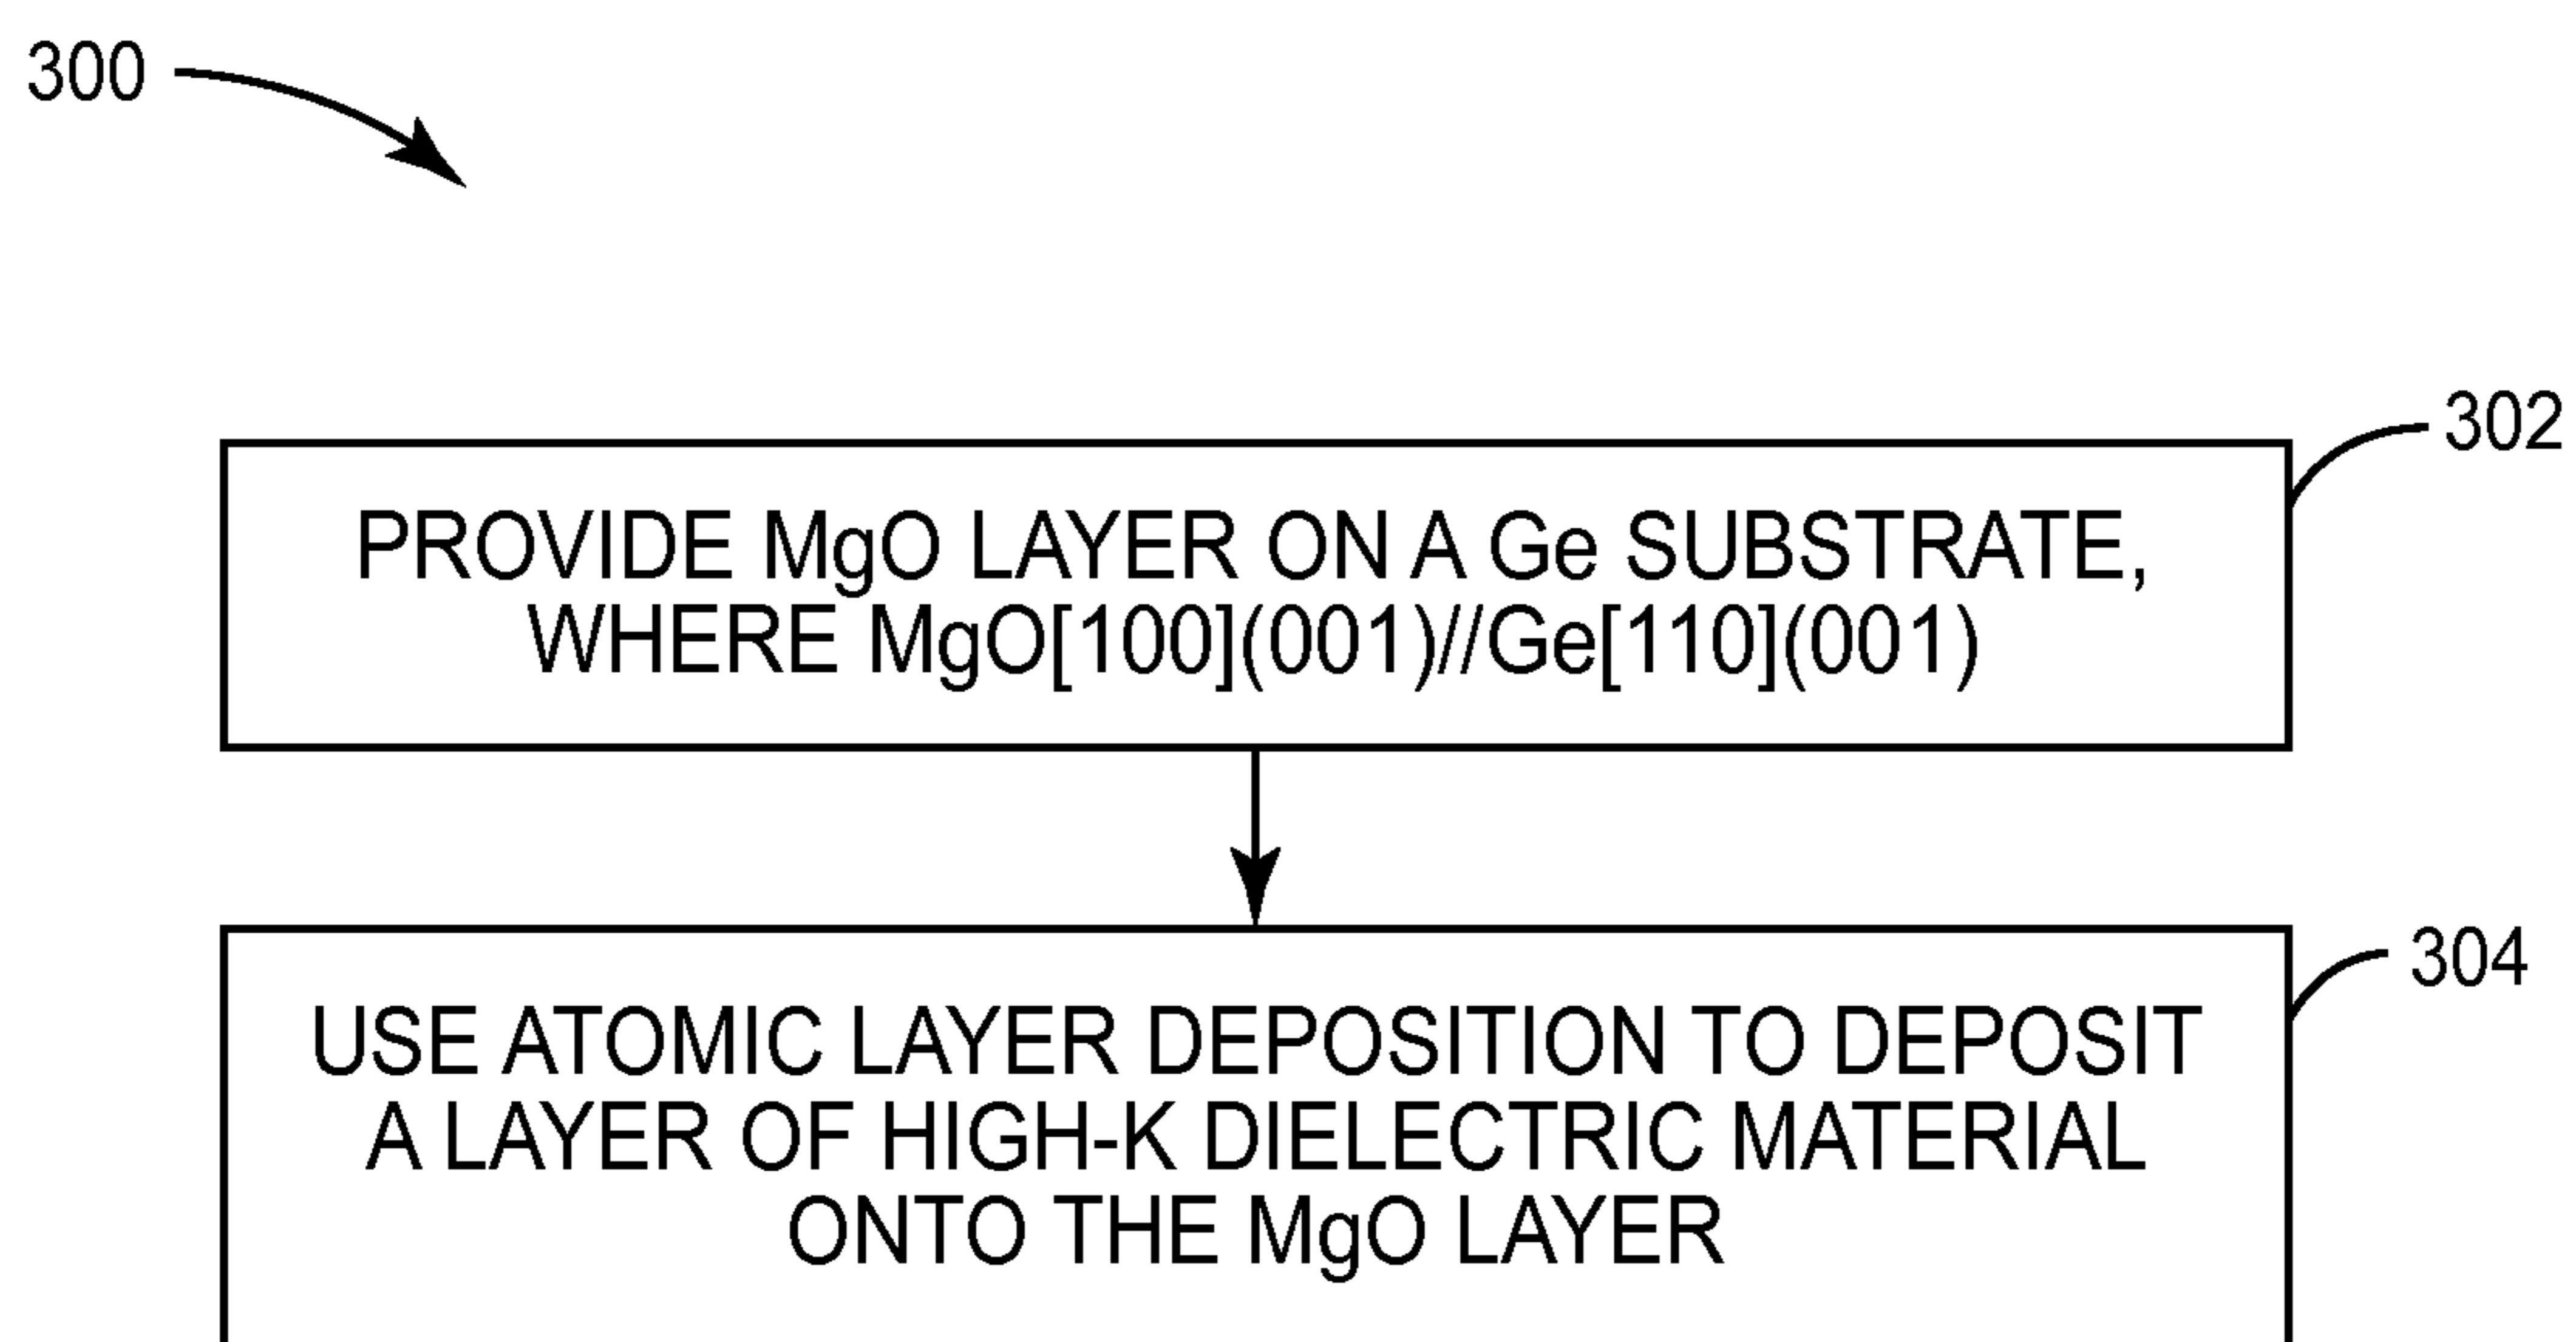 300
302
PROVIDE MgO LAYER ON A Ge SUBSTRATE,
WHERE MgO[100](001)//Ge[110](001)
304
USE ATOMIC LAYER DEPOSITION TO DEPOSIT
A LAYER OF HIGH-K DIELECTRIC MATERIAL
ONTO THE MgO LAYER